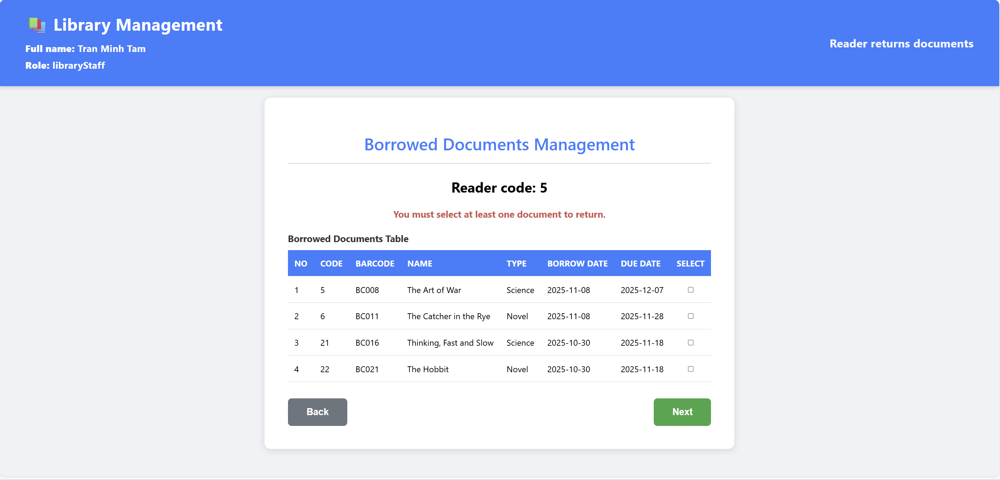 Library Management
Full name: Tran Minh Tam
Role: libraryStaff
Reader returns documents
Borrowed Documents Management
Reader code: 5
You must select at least one document to return.
Borrowed Documents Table
NO CODE BARCODE NAME TYPE BORROW DATE DUE DATE SELECT
1 5 BC008 The Art of War Science 2025-11-08 2025-12-07
2 6 BC011 The Catcher in the Rye Novel 2025-11-08 2025-11-28
3 21 BC016 Thinking, Fast and Slow Science 2025-10-30 2025-11-18
4 22 BC021 The Hobbit Novel 2025-10-30 2025-11-18
Back Next